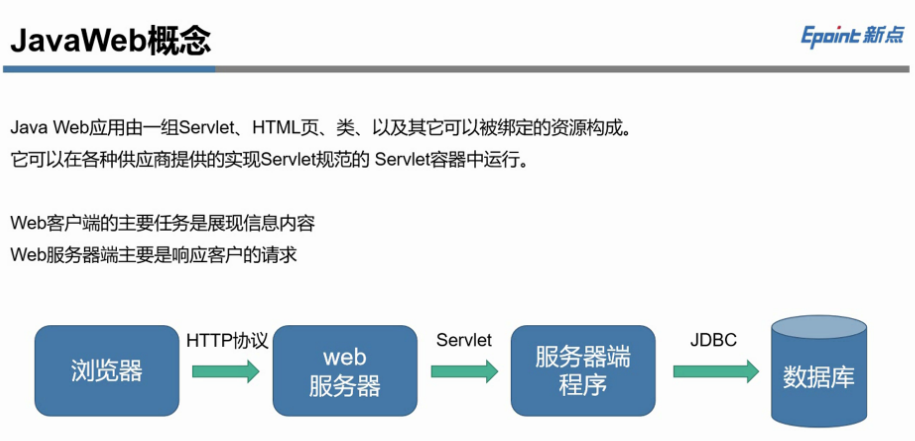 JavaWeb概念
Epoint新点
Java Web应用由一组Servlet、HTML页、类、以及其它可以被绑定的资源构成。
它可以在各种供应商提供的实现Servlet规范的 Servlet容器中运行。
Web客户端的主要任务是展现信息内容
Web服务器端主要是响应客户的请求
浏览器
HTTP协议
web
服务器
Servlet
服务器端
程序
JDBC
数据库